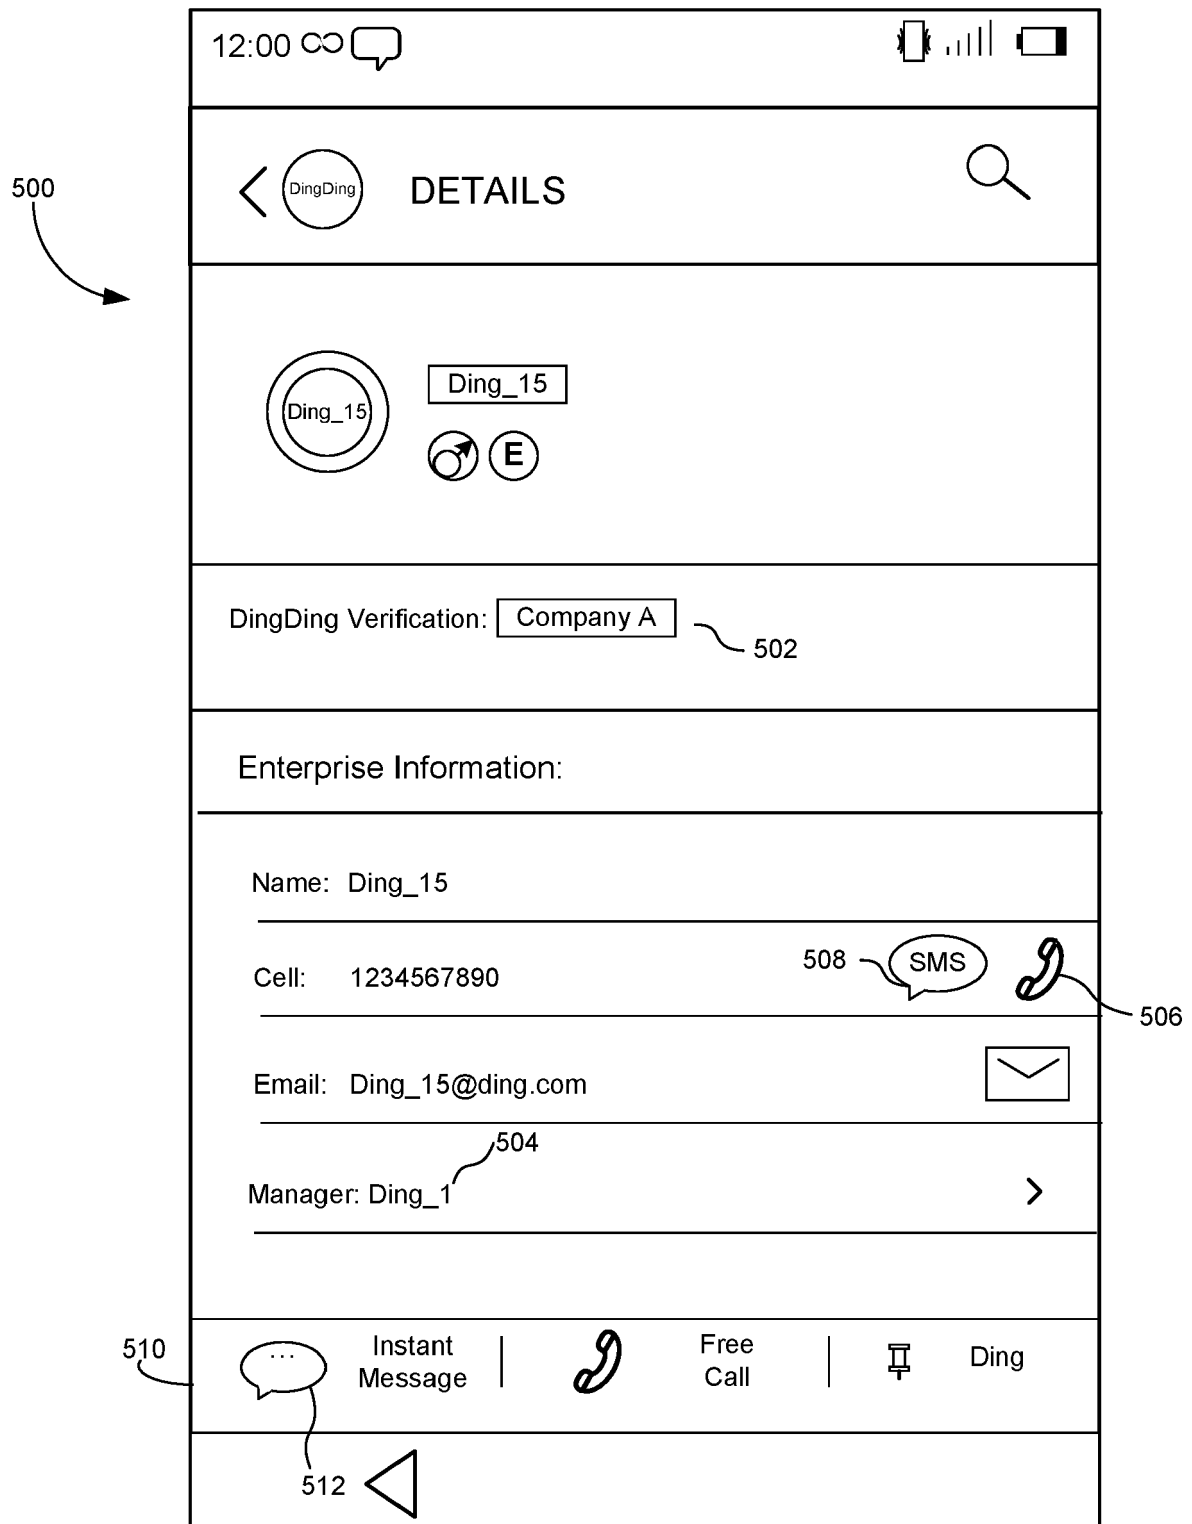 12:00
500
DingDing
DETAILS
Ding_15
Ding_15
E
DingDing Verification: Company A
502
Enterprise Information:
Name: Ding_15
Cell: 1234567890
508
SMS
506
Email: Ding_15@ding.com
504
Manager: Ding_1
510
...
Instant
Message
Free
Call
Ding
512